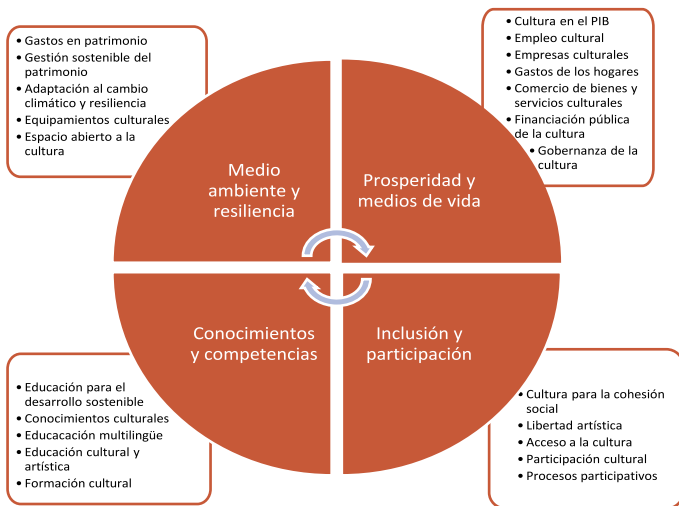 • Gastos en patrimonio
• Gestión sostenible del
patrimonio
• Adaptación al cambio
climático y resiliencia
• Equipamientos culturales
• Espacio abierto a la
cultura
• Cultura en el PIB
• Empleo cultural
• Empresas culturales
• Gastos de los hogares
• Comercio de bienes y
servicios culturales
• Financiación pública
de la cultura
• Gobernanza de la
cultura
Medio
ambiente y
resiliencia
Prosperidad y
medios de vida
Conocimientos
y competencias
Inclusión y
participación
• Educación para el
desarrollo sostenible
• Conocimientos culturales
• Educacación multilingüe
• Educación cultural y
artística
• Formación cultural
• Cultura para la cohesión
social
• Libertad artística
• Acceso a la cultura
• Participación cultural
• Procesos participativos